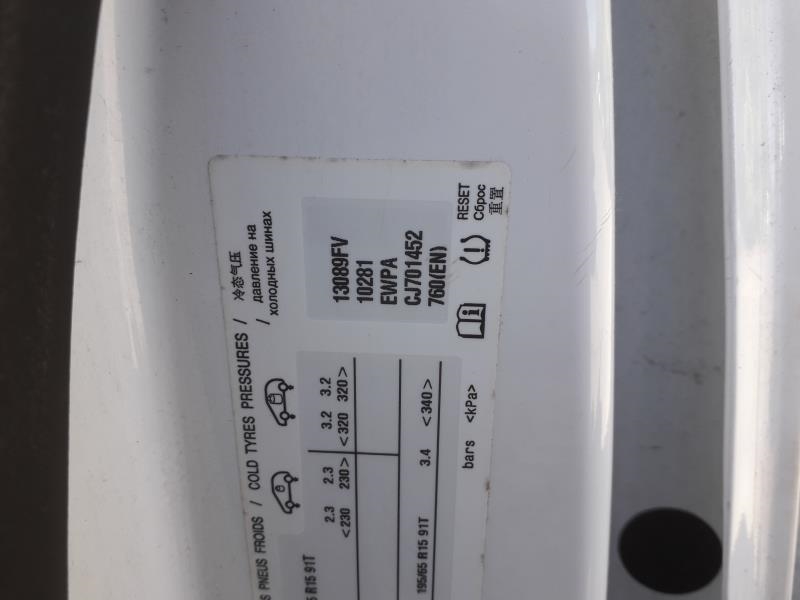 PNEUS FROIDS / COLD TYRES PRESSURES / 冷态气压
/ давление на
холодных шинах
13089FV
10281
EWPA
CJ701452
760(EN)
2.3 2.3 3.2 3.2
<230 230> <320 320>
R15 91T
195/65 R15 91T 3.4 <340>
bars <kPa>
RESET
Сброс
重置